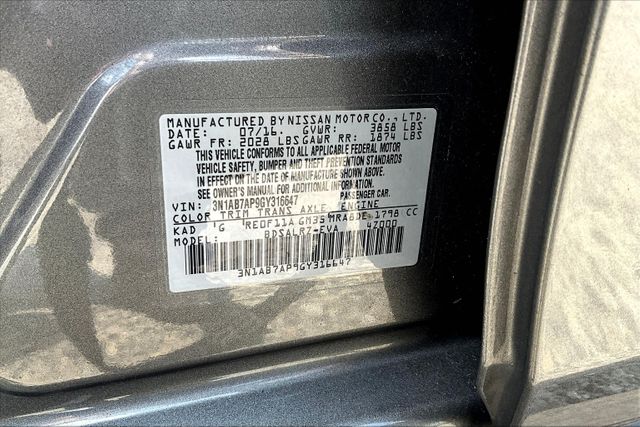 MANUFACTURED BY NISSAN MOTOR CO., LTD.
DATE: 07/16. GVWR: 3858 LBS
GAWR FR: 2028 LBS GAWR RR: 1874 LBS
THIS VEHICLE CONFORMS TO ALL APPLICABLE FEDERAL MOTOR
VEHICLE SAFETY, BUMPER AND THEFT PREVENTION STANDARDS
IN EFFECT ON THE DATE OF MANUFACTURE SHOWN ABOVE.
SEE OWNER'S MANUAL FOR ADDITIONAL INFORMATION.
VIN: 3N1AB7AP9GY316647 PASSENGER CAR
COLOR TRIM TRANS AXLE ENGINE
KAD 'G RE0F11A GM35 MRA8DE 1798 CC
MODEL: BDSALRZ-EVA 4Z000
3N1AB7AP9GY316647